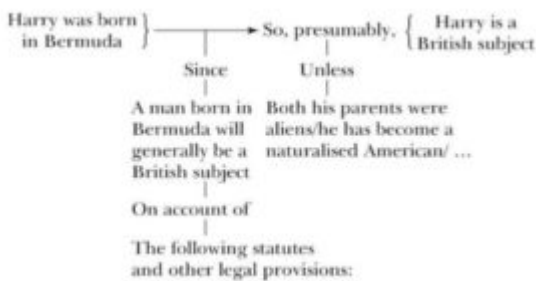 Harry was born
in Bermuda
So, presumably,
Harry is a
British subject
Since
Unless
A man born in
Bermuda will
generally be a
British subject
Both his parents were
aliens/he has become a
naturalised American/ ...
On account of
The following statutes
and other legal provisions: